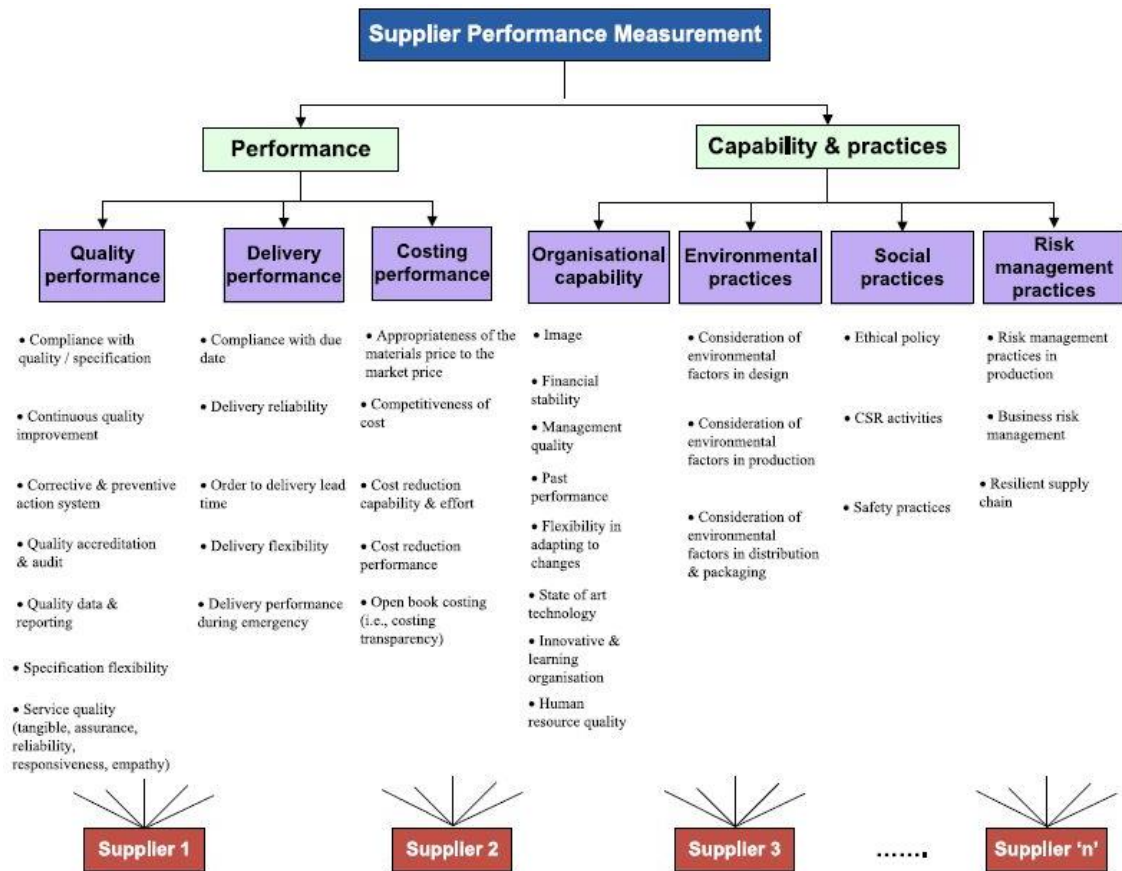 Supplier Performance Measurement
Performance
Capability & practices
Quality
performance
Delivery
performance
Costing
performance
Organisational
capability
Environmental
practices
Social
practices
Risk
management
practices
• Compliance with
quality / specification
• Continuous quality
improvement
• Corrective & preventive
action system
• Quality accreditation
& audit
• Quality data &
reporting
• Specification flexibility
• Service quality
(tangible, assurance,
reliability,
responsiveness, empathy)
• Compliance with due
date
• Delivery reliability
• Order to delivery lead
time
• Delivery flexibility
• Delivery performance
during emergency
• Appropriateness of the
materials price to the
market price
• Competitiveness of
cost
• Cost reduction
capability & effort
• Cost reduction
performance
• Open book costing
(i.e., costing
transparency)
• Image
• Financial
stability
• Management
quality
• Past
performance
• Flexibility in
adapting to
changes
• State of art
technology
• Innovative &
learning
organisation
• Human
resource quality
• Consideration of
environmental
factors in design
• Consideration of
environmental
factors in production
• Consideration of
environmental
factors in distribution
& packaging
• Ethical policy
• CSR activities
• Safety practices
• Risk management
practices in
production
• Business risk
management
• Resilient supply
chain
Supplier 1
Supplier 2
Supplier 3
.......
Supplier ‘n’